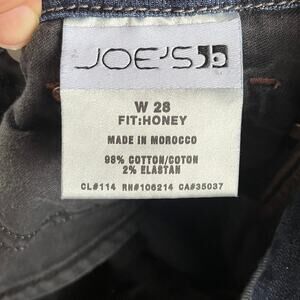 JOE'S
W 28
FIT:HONEY
MADE IN MOROCCO
98% COTTON/COTON
2% ELASTAN
CL#114 RN#106214 CA#35037